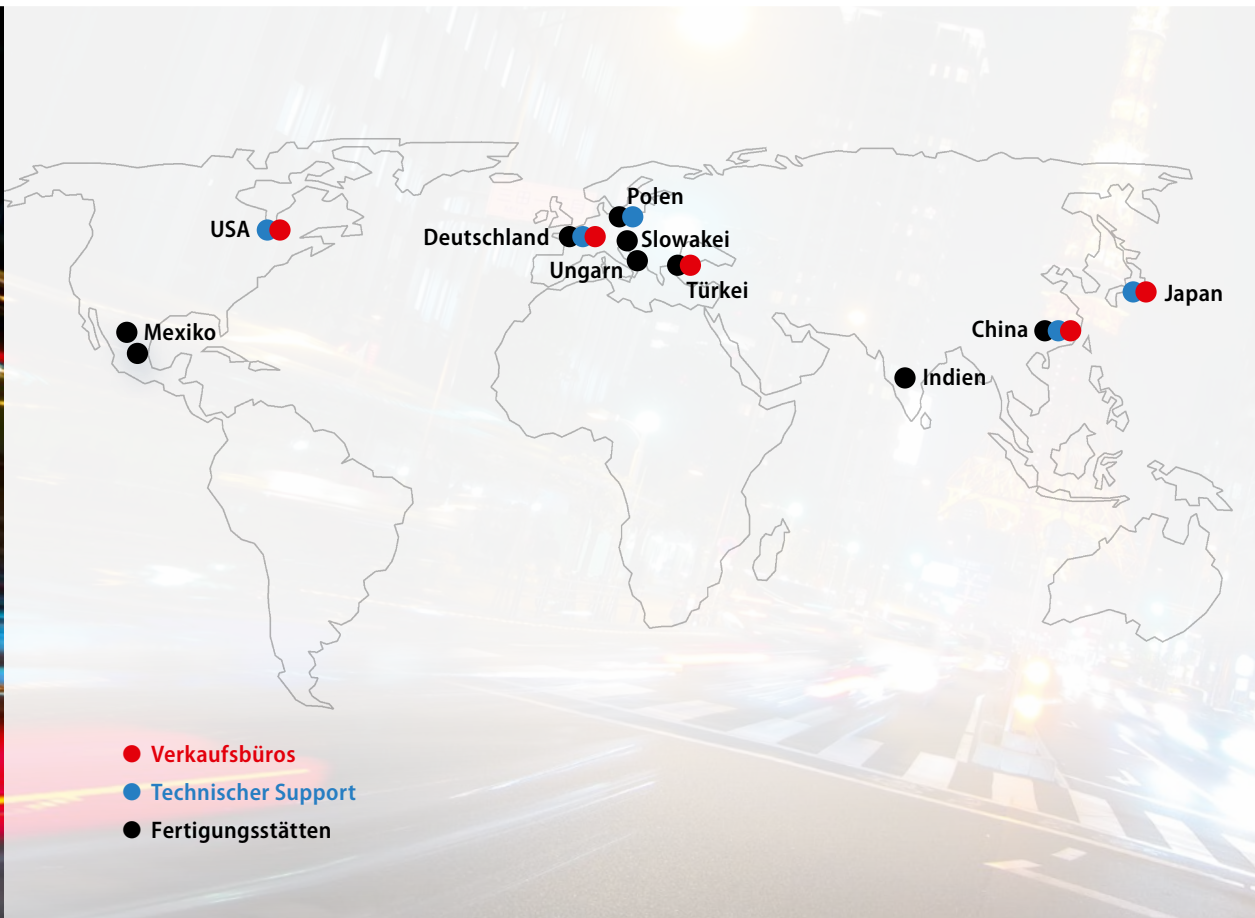 Polen
USA
Deutschland
Slowakei
Ungarn
Türkei
Japan
Mexiko
China
Indien
Verkaufsbüros
Technischer Support
Fertigungsstätten